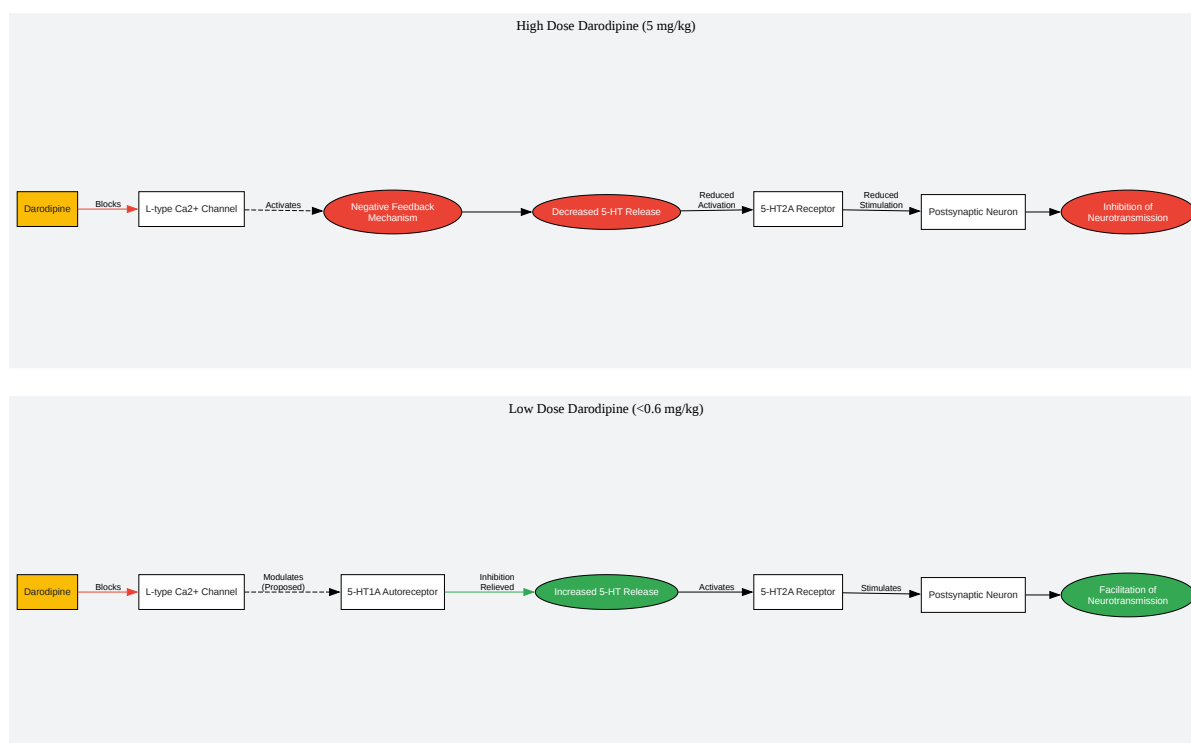 High Dose Darodipine (5 mg/kg)
Darodipine
Blocks
L-type Ca2+ Channel
Activates
Negative Feedback
Mechanism
Decreased 5-HT Release
Reduced
Activation
5-HT2A Receptor
Reduced
Stimulation
Postsynaptic Neuron
Inhibition of
Neurotransmission
Low Dose Darodipine (<0.6 mg/kg)
Darodipine
Blocks
L-type Ca2+ Channel
Modulates
(Proposed)
5-HT1A Autoreceptor
Inhibition
Relieved
Increased 5-HT Release
Activates
5-HT2A Receptor
Stimulates
Postsynaptic Neuron
Facilitation of
Neurotransmission